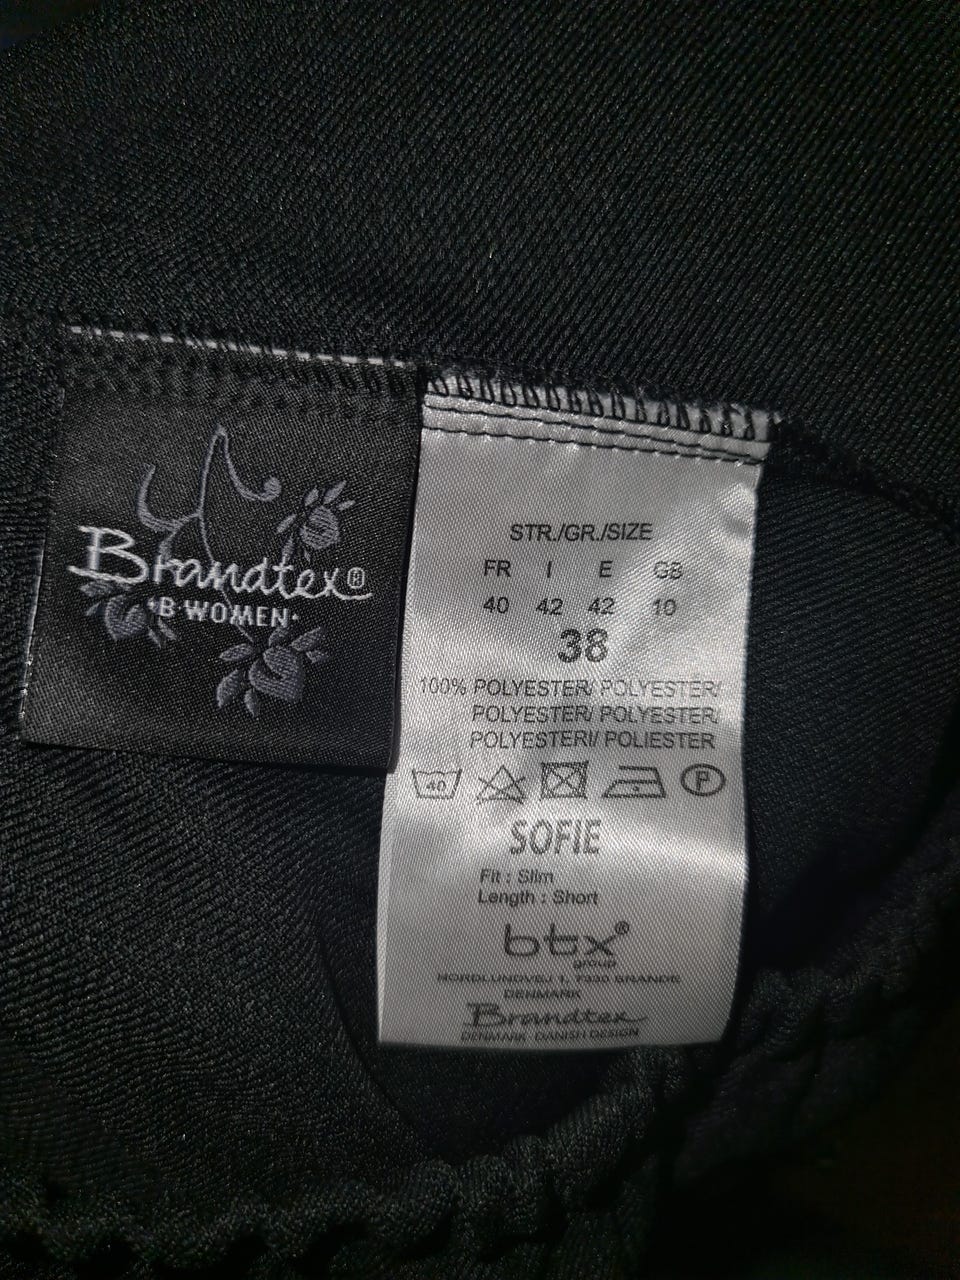 Brandtex®
•B WOMEN•
STR./GR./SIZE
FR I E GB
40 42 42 10
38
100% POLYESTER/ POLYESTER/
POLYESTER/ POLYESTER/
POLYESTERI/ POLIESTER
40 P
SOFIE
Fit : Slim
Length : Short
btx®
group
NORDLUNDVEJ 1, 7330 BRANDE
DENMARK
Brandtex
DENMARK DANISH DESIGN